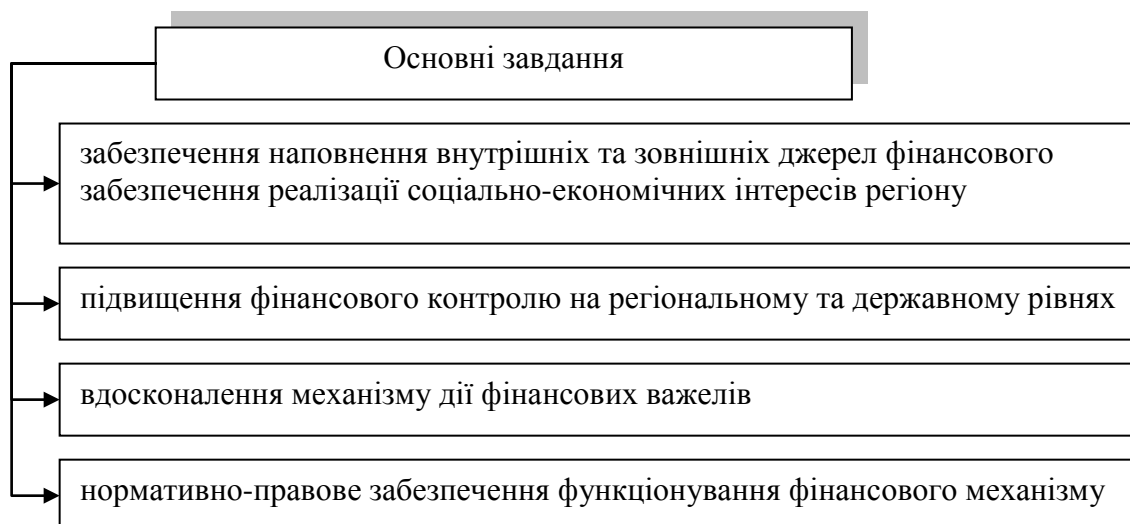 Основні завдання
забезпечення наповнення внутрішніх та зовнішніх джерел фінансового
забезпечення реалізації соціально-економічних інтересів регіону
підвищення фінансового контролю на регіональному та державному рівнях
вдосконалення механізму дії фінансових важелів
нормативно-правове забезпечення функціонування фінансового механізму